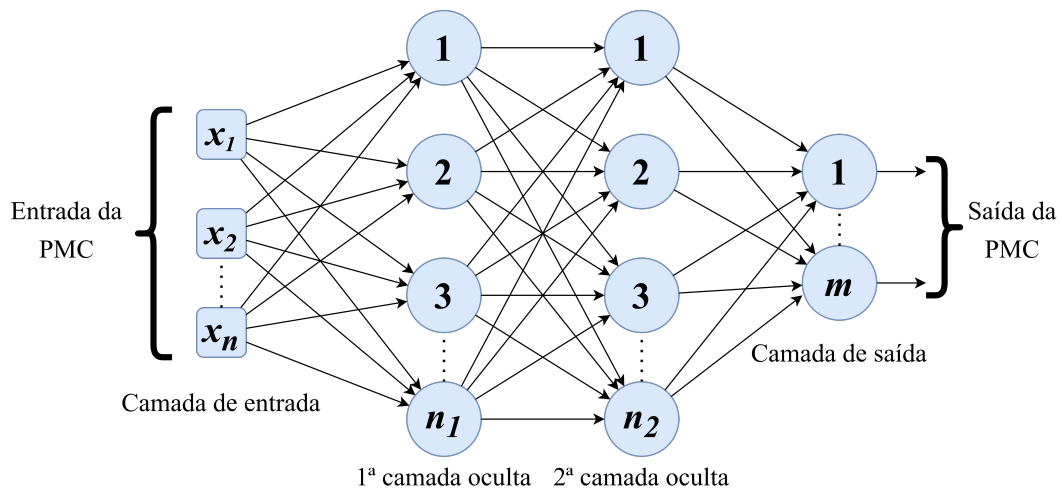 1
1
x1
2
2
1
Entrada da
PMC
x2
Saída da
PMC
3
3
m
xn
Camada de saída
Camada de entrada
n1
n2
1ª camada oculta
2ª camada oculta